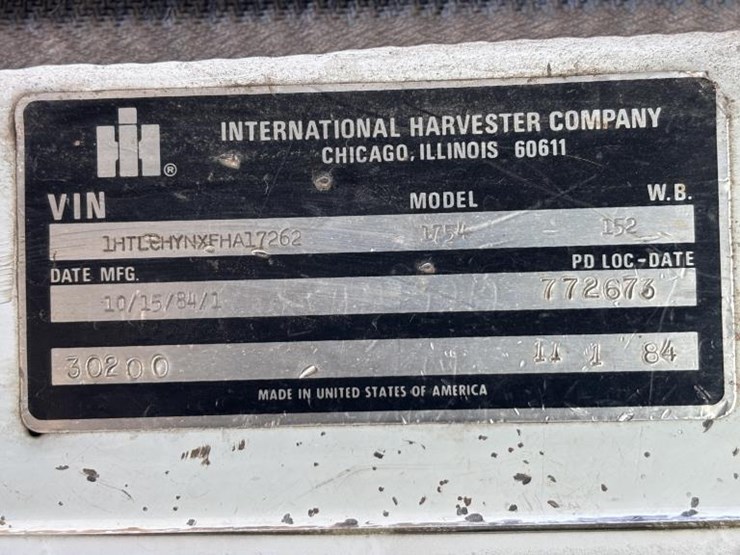 IH ®
INTERNATIONAL HARVESTER COMPANY
CHICAGO, ILLINOIS 60611
VIN MODEL W.B.
1HTLCHYNXFHA17262 1754 152
DATE MFG. PD LOC-DATE
10/15/84/1 772673
30200 11 1 84
MADE IN UNITED STATES OF AMERICA